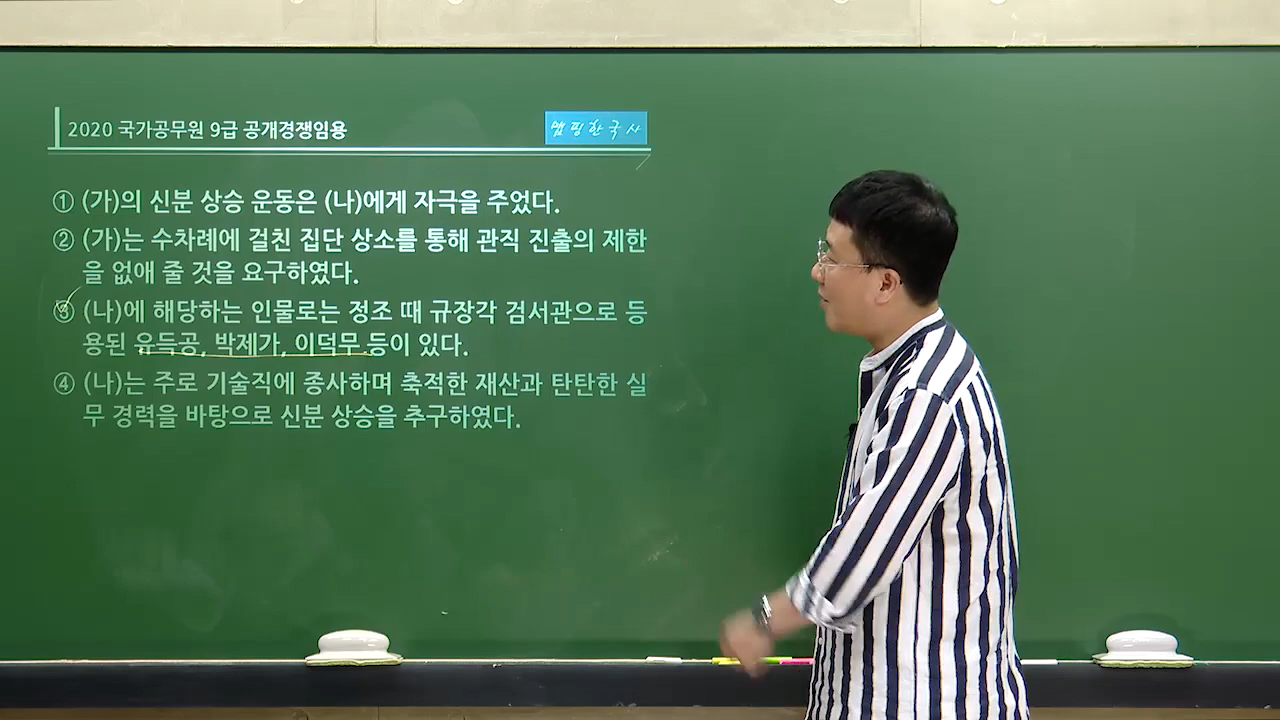 2020 국가공무원 9급 공개경쟁임용
맵핑한국사
① (가)의 신분 상승 운동은 (나)에게 자극을 주었다.
② (가)는 수차례에 걸친 집단 상소를 통해 관직 진출의 제한
을 없애 줄 것을 요구하였다.
③ (나)에 해당하는 인물로는 정조 때 규장각 검서관으로 등
용된 유득공, 박제가, 이덕무 등이 있다.
④ (나)는 주로 기술직에 종사하며 축적한 재산과 탄탄한 실
무 경력을 바탕으로 신분 상승을 추구하였다.